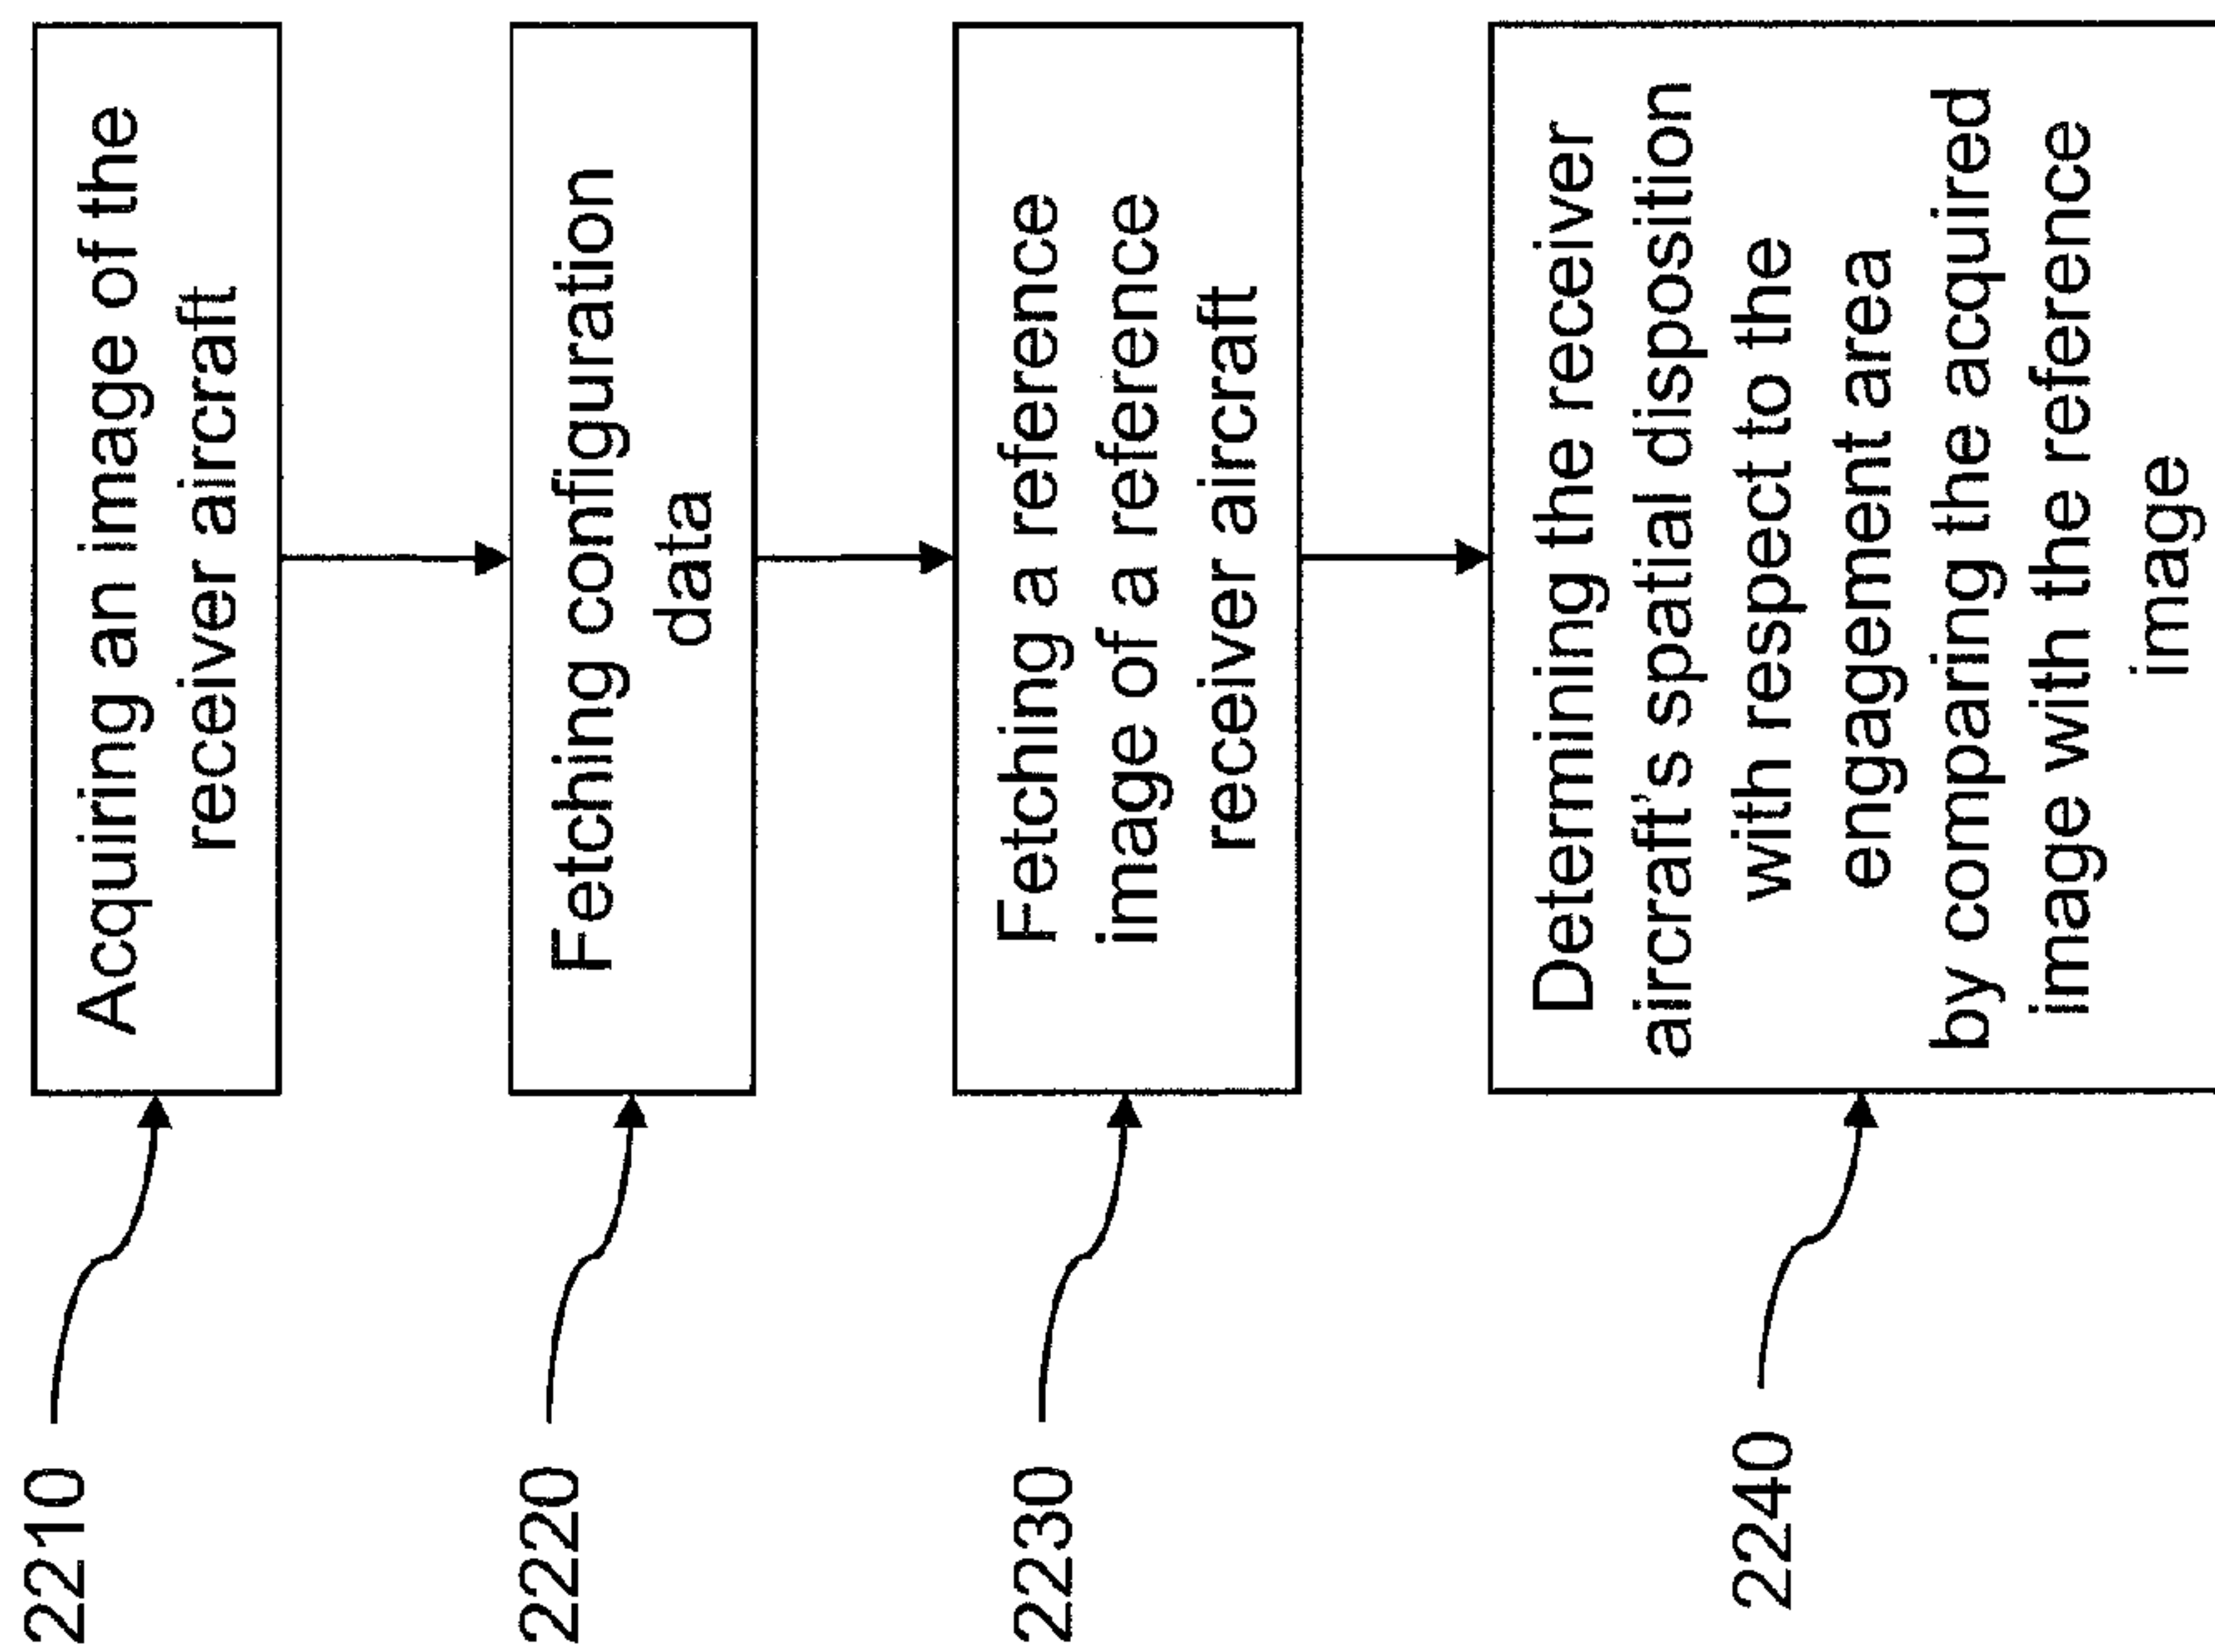 2210
Acquiring an image of the
receiver aircraft
2220
Fetching configuration
data
2230
Fetching a reference
image of a reference
receiver aircraft
2240
Determining the receiver
aircraft's spatial disposition
with respect to the
engagement area
by comparing the acquired
image with the reference
image